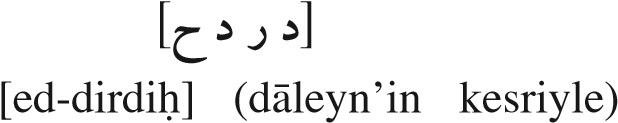 [د ر د ح]
[ed-dirdiḥ] (dāleyn’in kesriyle)